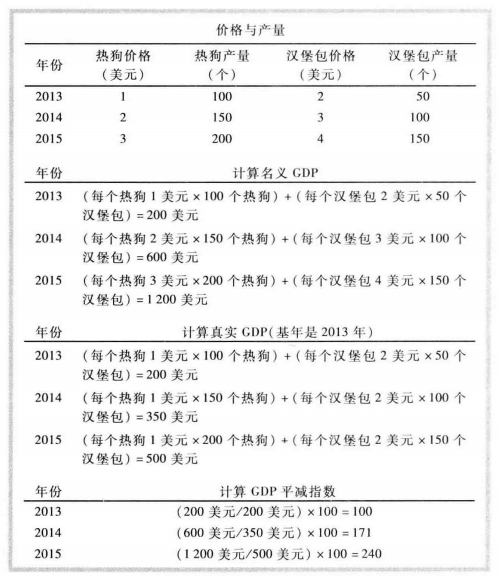 价格与产量
年份 热狗价格（美元） 热狗产量（个） 汉堡包价格（美元） 汉堡包产量（个）
2013 1 100 2 50
2014 2 150 3 100
2015 3 200 4 150
年份 计算名义 GDP
2013 (每个热狗 1 美元×100 个热狗)+(每个汉堡包 2 美元×50 个
汉堡包)=200 美元
2014 (每个热狗 2 美元×150 个热狗)+(每个汉堡包 3 美元×100 个
汉堡包)=600 美元
2015 (每个热狗 3 美元×200 个热狗)+(每个汉堡包 4 美元×150 个
汉堡包)=1 200 美元
年份 计算真实 GDP(基年是 2013 年)
2013 (每个热狗 1 美元×100 个热狗)+(每个汉堡包 2 美元×50 个
汉堡包)=200 美元
2014 (每个热狗 1 美元×150 个热狗)+(每个汉堡包 2 美元×100 个
汉堡包)=350 美元
2015 (每个热狗 1 美元×200 个热狗)+(每个汉堡包 2 美元×150 个
汉堡包)=500 美元
年份 计算 GDP 平减指数
2013 (200 美元/200 美元)×100=100
2014 (600 美元/350 美元)×100=171
2015 (1 200 美元/500 美元)×100=240